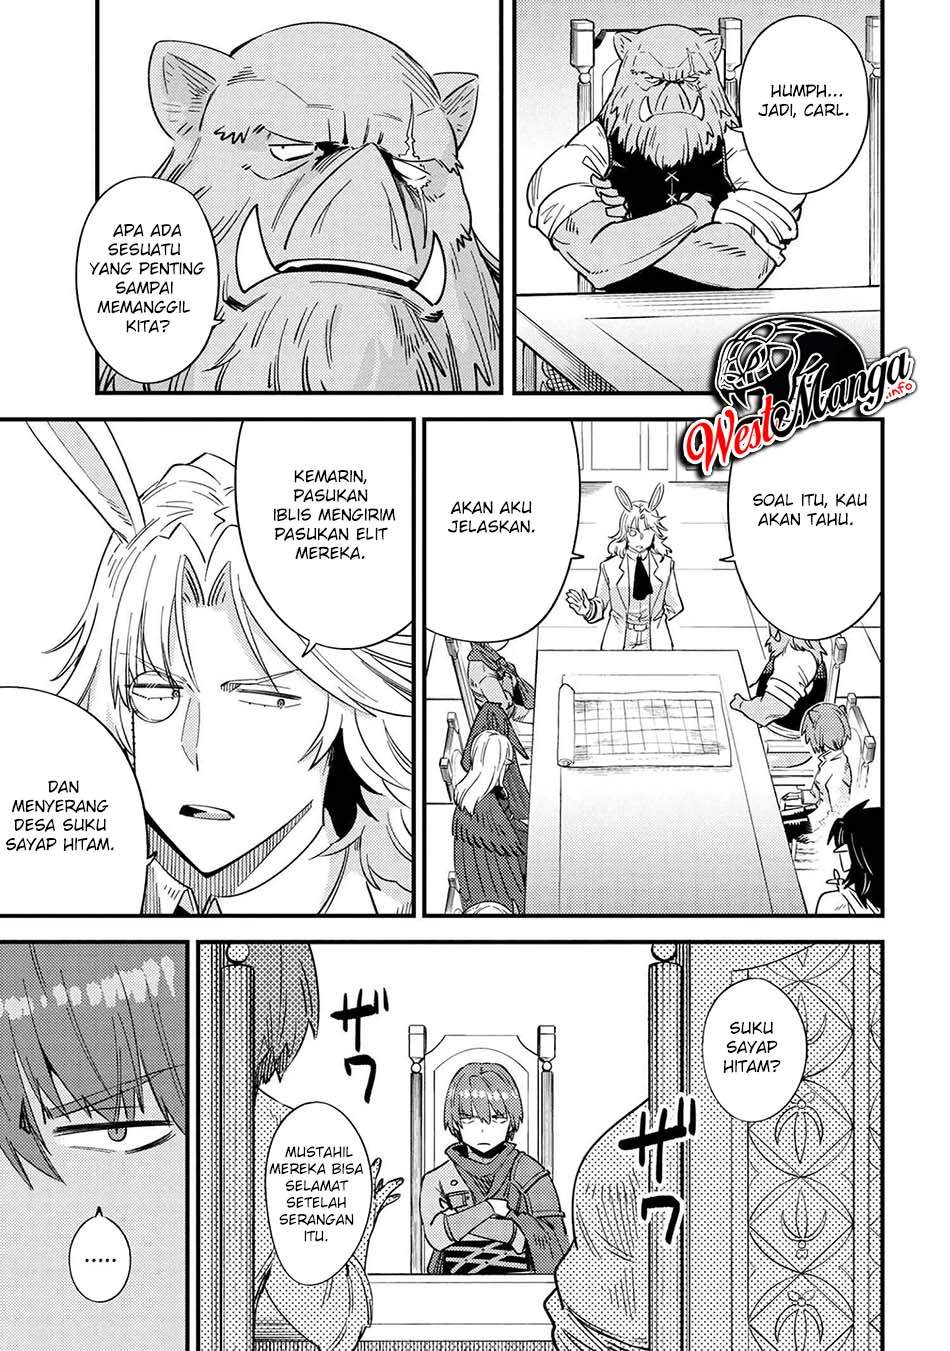 HUMPH...
JADI, CARL.
APA ADA
SESUATU
YANG PENTING
SAMPAI
MEMANGGIL
KITA?
WestManga
.info
SOAL ITU, KAU
AKAN TAHU.
AKAN AKU
JELASKAN.
KEMARIN,
PASUKAN
IBLIS MENGIRIM
PASUKAN ELIT
MEREKA.
DAN
MENYERANG
DESA SUKU
SAYAP HITAM.
SUKU
SAYAP
HITAM?
ザワ
ザワ
MUSTAHIL
MEREKA BISA
SELAMAT
SETELAH
SERANGAN
ITU.
.....